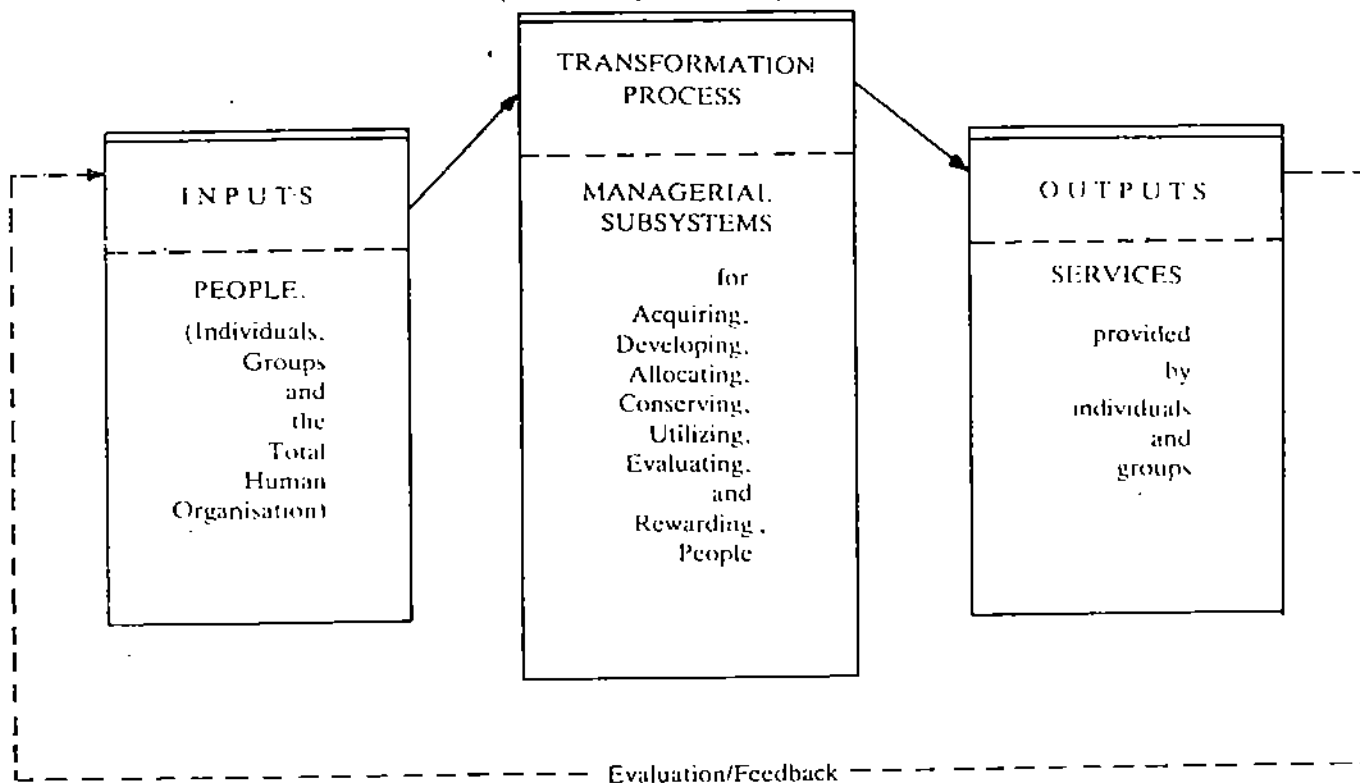 INPUTS
PEOPLE.
(Individuals,
Groups
and
the
Total
Human
Organisation)
TRANSFORMATION
PROCESS
MANAGERIAL
SUBSYSTEMS
for
Acquiring,
Developing,
Allocating,
Conserving,
Utilizing,
Evaluating,
and
Rewarding,
People
OUTPUTS
SERVICES
provided
by
individuals
and
groups
Evaluation/Feedback